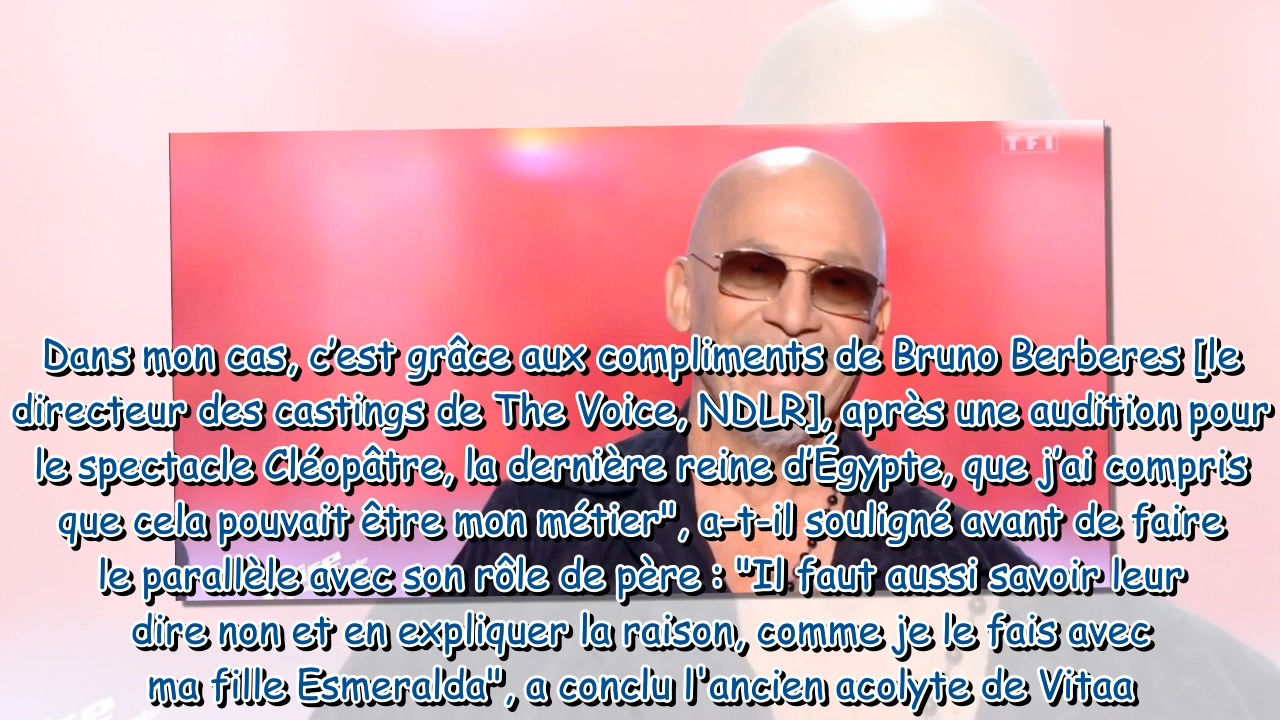 TF1
Dans mon cas, c’est grâce aux compliments de Bruno Berberes [le
directeur des castings de The Voice, NDLR], après une audition pour
le spectacle Cléopâtre, la dernière reine d’Égypte, que j’ai compris
que cela pouvait être mon métier", a-t-il souligné avant de faire
le parallèle avec son rôle de père : "Il faut aussi savoir leur
dire non et en expliquer la raison, comme je le fais avec
ma fille Esmeralda", a conclu l'ancien acolyte de Vitaa